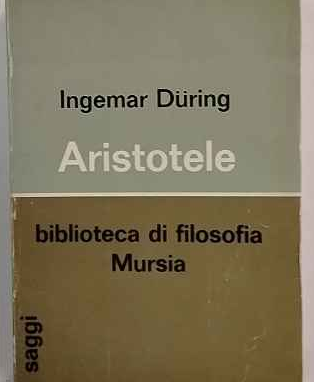 Ingemar Düring
Aristotele
biblioteca di filosofia
Mursia
saggi